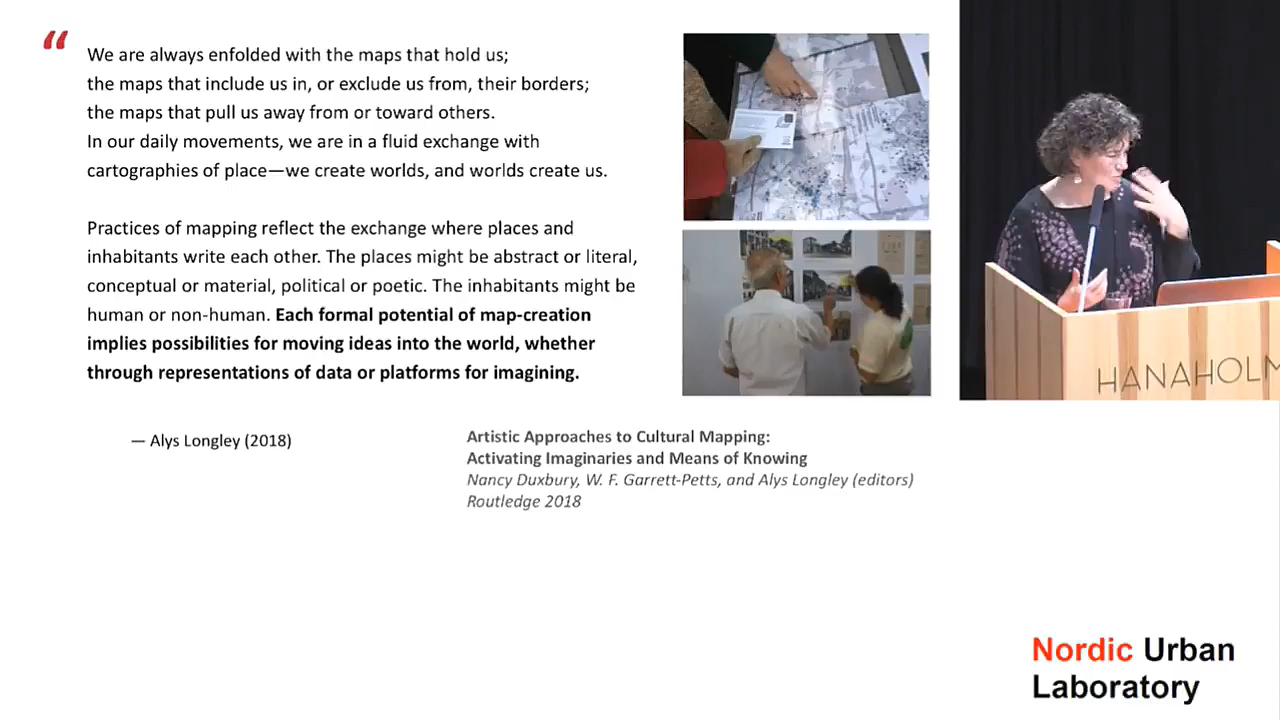 “
We are always enfolded with the maps that hold us;
the maps that include us in, or exclude us from, their borders;
the maps that pull us away from or toward others.
In our daily movements, we are in a fluid exchange with
cartographies of place—we create worlds, and worlds create us.
Practices of mapping reflect the exchange where places and
inhabitants write each other. The places might be abstract or literal,
conceptual or material, political or poetic. The inhabitants might be
human or non-human. Each formal potential of map-creation
implies possibilities for moving ideas into the world, whether
through representations of data or platforms for imagining.
— Alys Longley (2018)
Artistic Approaches to Cultural Mapping:
Activating Imaginaries and Means of Knowing
Nancy Duxbury, W. F. Garrett-Petts, and Alys Longley (editors)
Routledge 2018
HANAHOLM
Nordic Urban
Laboratory